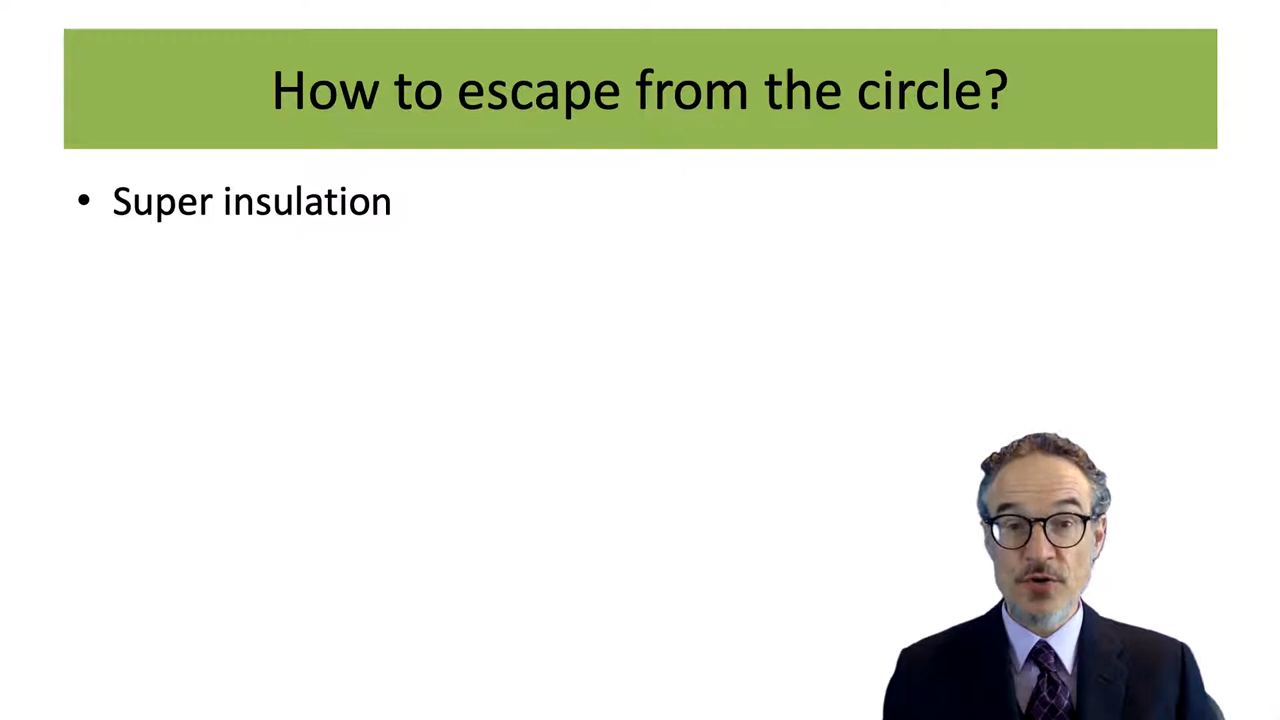 How to escape from the circle?
• Super insulation